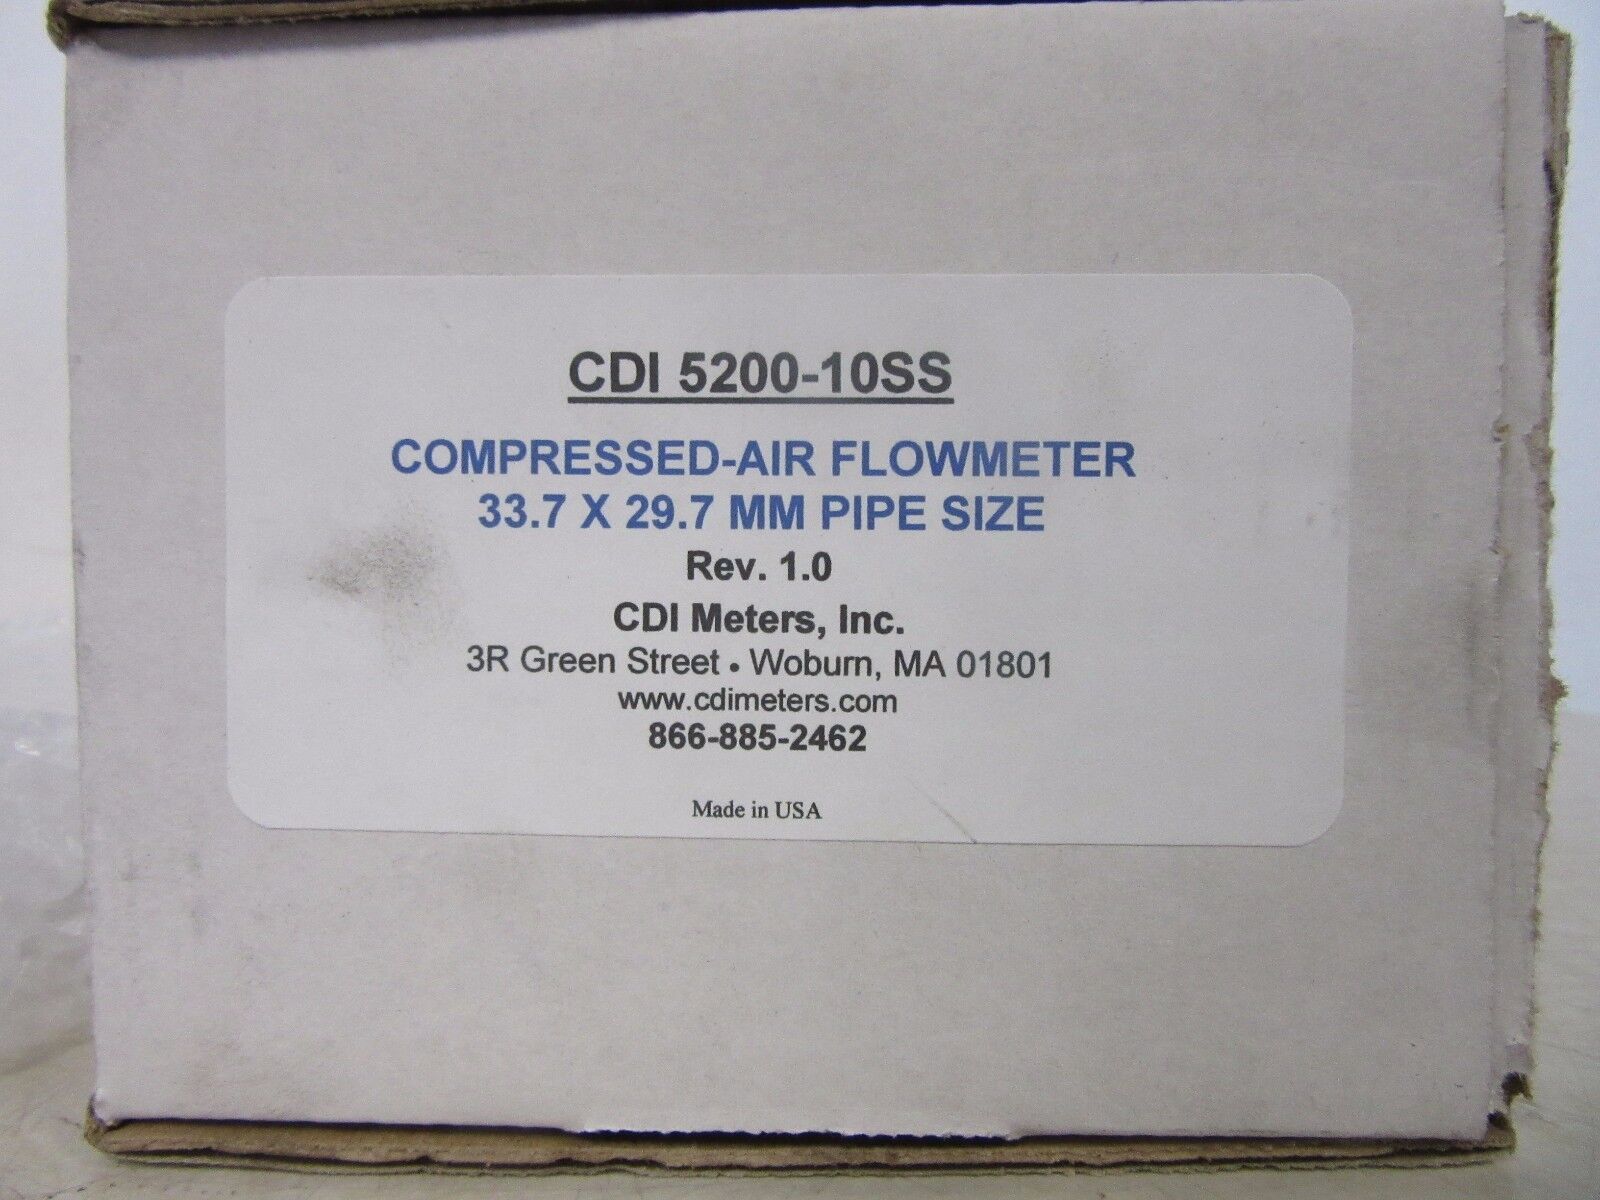 CDI 5200-10SS
COMPRESSED-AIR FLOWMETER
33.7 X 29.7 MM PIPE SIZE
Rev. 1.0
CDI Meters, Inc.
3R Green Street • Woburn, MA 01801
www.cdimeters.com
866-885-2462
Made in USA